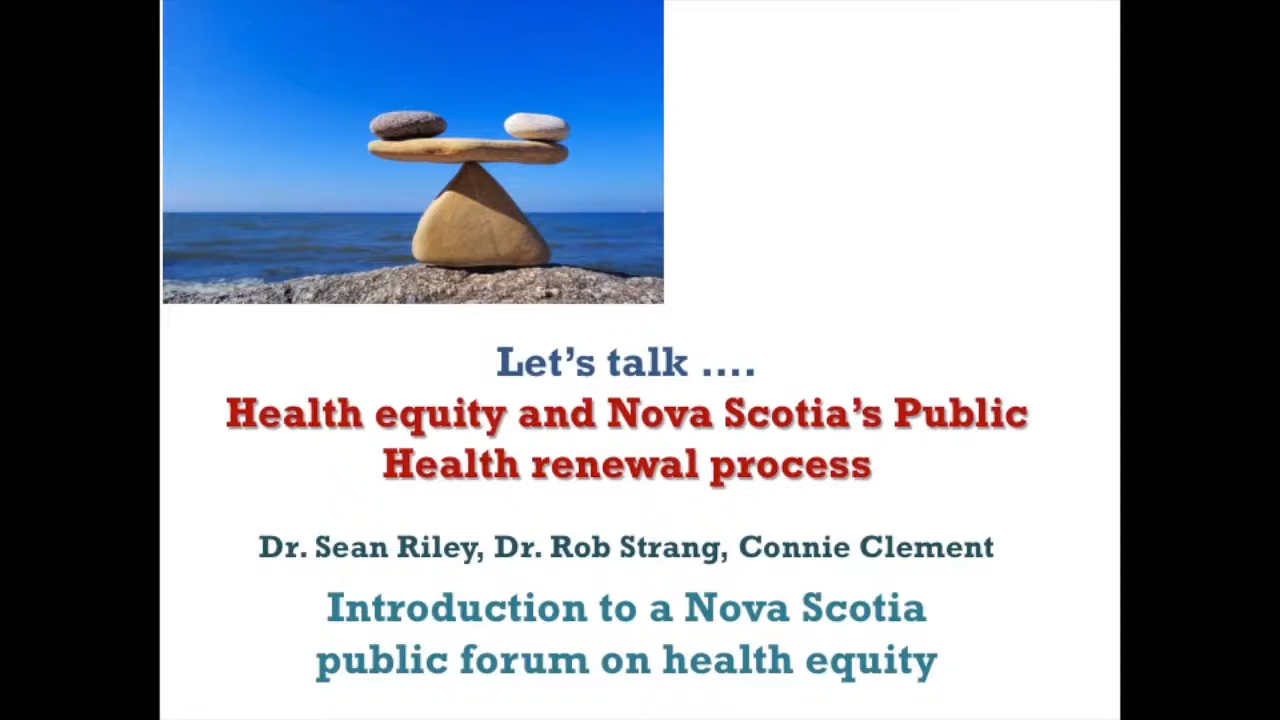 Let's talk ....
Health equity and Nova Scotia's Public
Health renewal process
Dr. Sean Riley, Dr. Rob Strang, Connie Clement
Introduction to a Nova Scotia
public forum on health equity